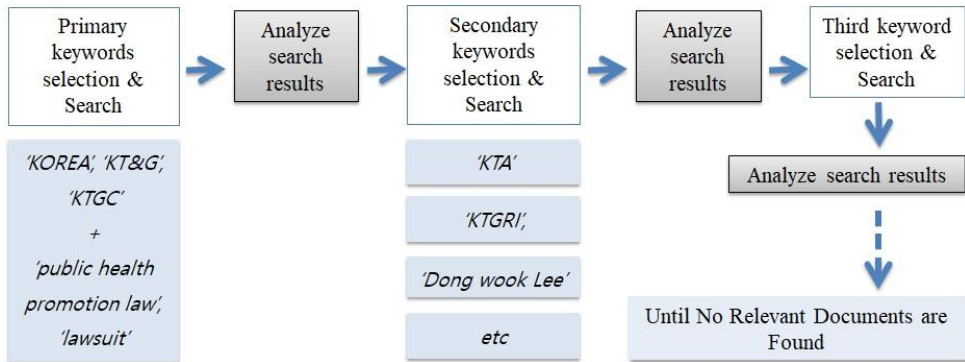 Primary
keywords
selection &
Search
Analyze
search
results
Secondary
keywords
selection &
Search
Analyze
search
results
Third keyword
selection &
Search
'KOREA', 'KT&G',
'KTGC'
+
'public health
promotion law',
'lawsuit'
'KTA'
'KTGRI',
'Dong wook Lee'
etc
Analyze search results
Until No Relevant Documents are
Found